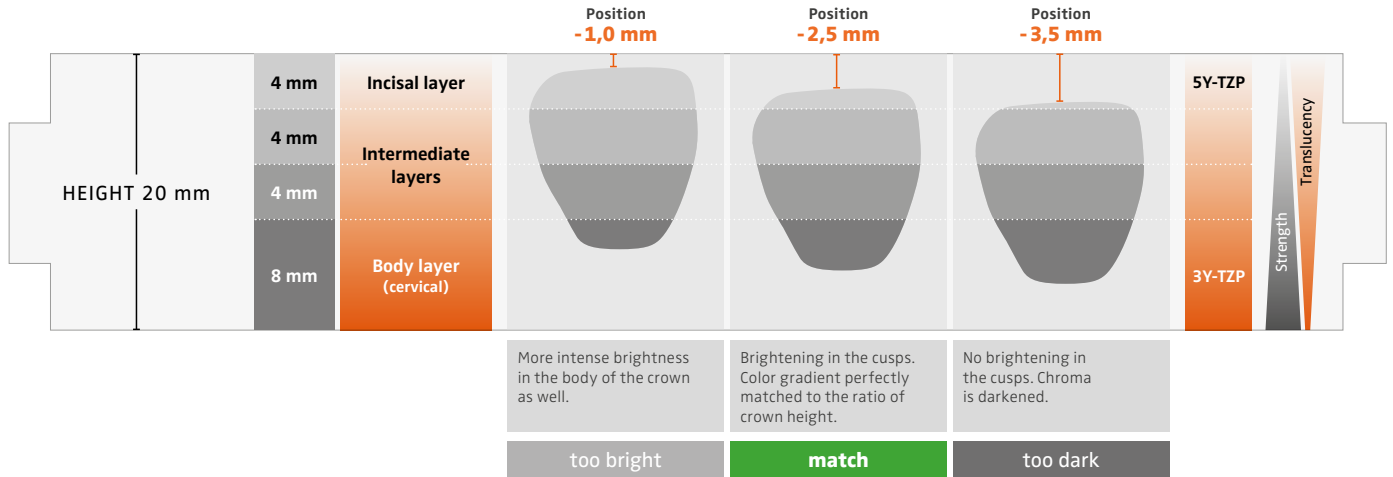 Position
-1,0 mm
Position
-2,5 mm
Position
-3,5 mm
HEIGHT 20 mm
4 mm
4 mm
4 mm
8 mm
Incisal layer
Intermediate
layers
Body layer
(cervical)
5Y-TZP
3Y-TZP
Strength
Translucency
More intense brightness
in the body of the crown
as well.
too bright
Brightening in the cusps.
Color gradient perfectly
matched to the ratio of
crown height.
match
No brightening in
the cusps. Chroma
is darkened.
too dark